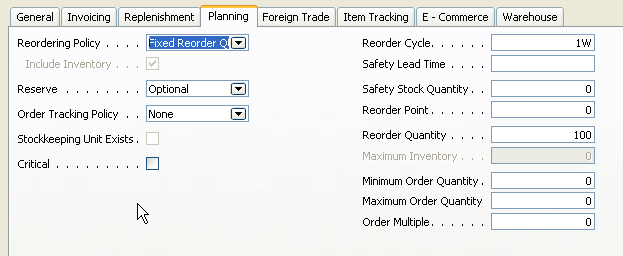 General Invoicing Replenishment Planning Foreign Trade Item Tracking E - Commerce Warehouse
Reordering Policy . . . . Fixed Reorder Q
Include Inventory . . .
Reserve . . . . . . . . . Optional
Order Tracking Policy . . None
Stockkeeping Unit Exists .
Critical . . . . . . . . .
Reorder Cycle. . . . . . 1W
Safety Lead Time . . . .
Safety Stock Quantity . . 0
Reorder Point . . . . . . 0
Reorder Quantity . . . . 100
Maximum Inventory . . . 0
Minimum Order Quantity . 0
Maximum Order Quantity 0
Order Multiple. . . . . . 0